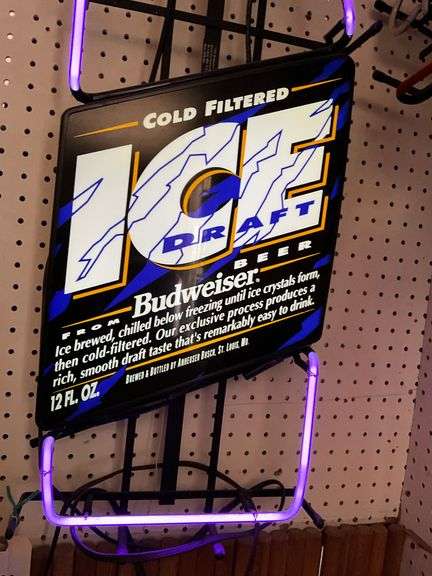 COLD FILTERED
ICE
DRAFT
BEER
FROM Budweiser.
Ice brewed, chilled below freezing until ice crystals form,
then cold-filtered. Our exclusive process produces a
rich, smooth draft taste that's remarkably easy to drink.
BREWED & BOTTLED BY ANHEUSER BUSCH, ST. LOUIS, MO.
12 FL. OZ.